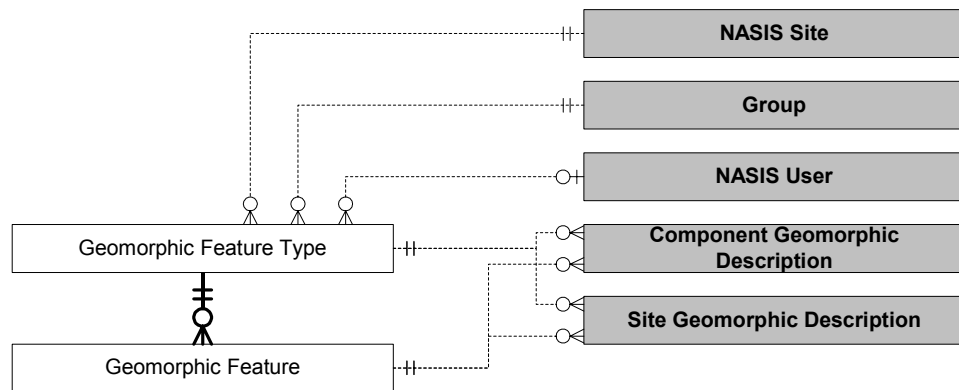 NASIS Site
Group
NASIS User
Geomorphic Feature Type
Component Geomorphic
Description
Site Geomorphic Description
Geomorphic Feature